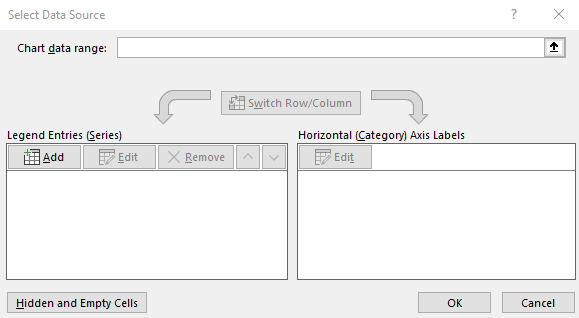 Select Data Source ? ×
Chart data range:
Switch Row/Column
Legend Entries (Series)
Horizontal (Category) Axis Labels
Add Edit Remove
Edit
Hidden and Empty Cells
OK Cancel